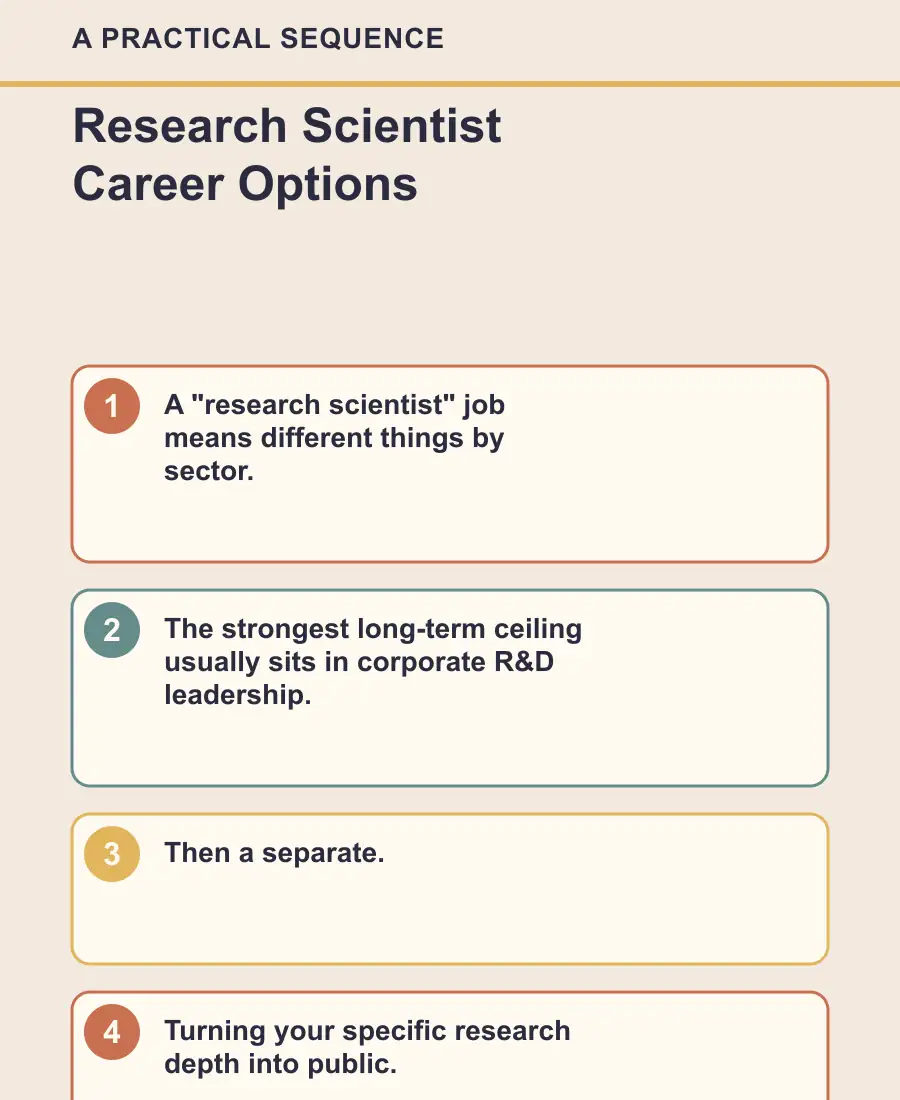 A PRACTICAL SEQUENCE
Research Scientist
Career Options
1
A "research scientist" job
means different things by
sector.
2
The strongest long-term ceiling
usually sits in corporate R&D
leadership.
3
Then a separate.
4
Turning your specific research
depth into public.